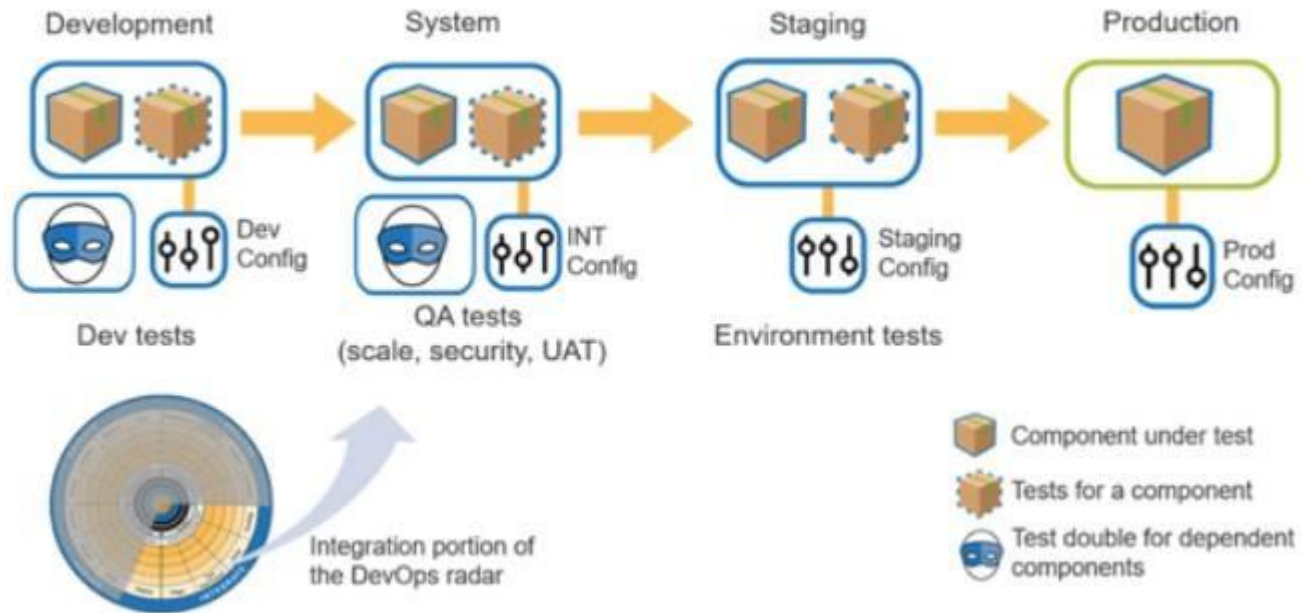 Development
System
Staging
Production
Dev
Config
INT
Config
Staging
Config
Prod
Config
Dev tests
QA tests
(scale, security, UAT)
Environment tests
Integration portion of
the DevOps radar
Component under test
Tests for a component
Test double for dependent
components